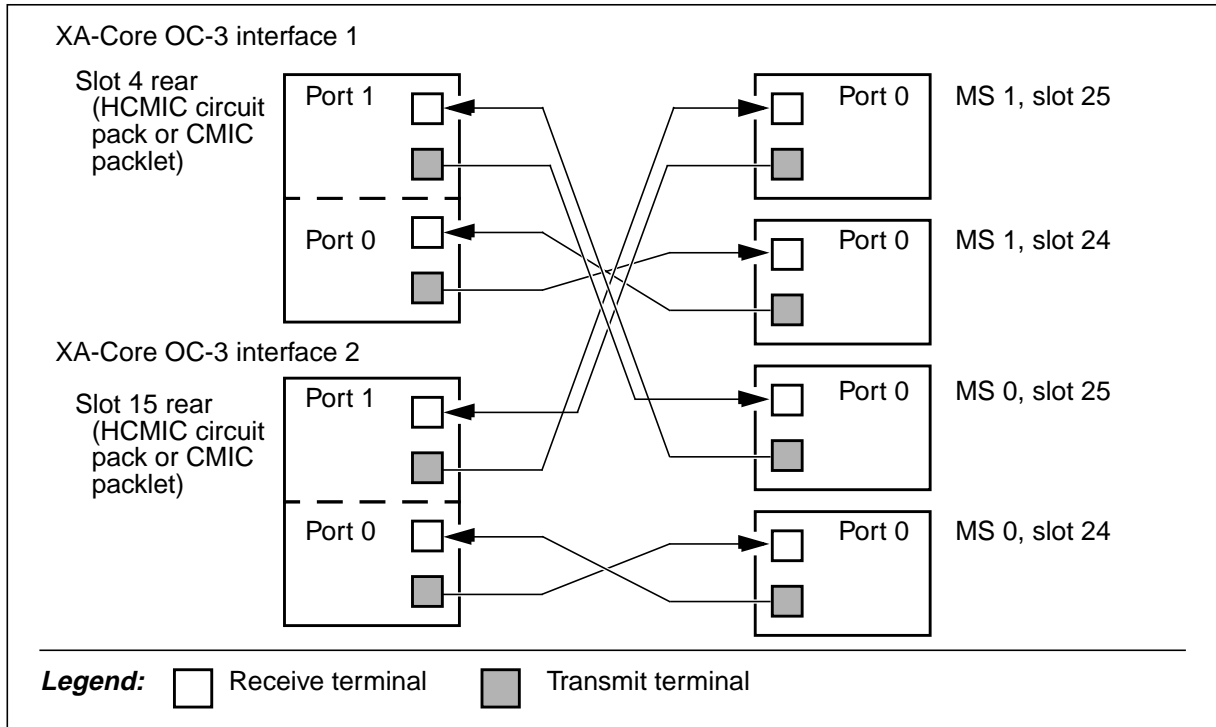 XA-Core OC-3 interface 1
Slot 4 rear
(HCMIC circuit
pack or CMIC
packlet)
Port 1
Port 0
XA-Core OC-3 interface 2
Slot 15 rear
(HCMIC circuit
pack or CMIC
packlet)
Port 1
Port 0
Port 0 MS 1, slot 25
Port 0 MS 1, slot 24
Port 0 MS 0, slot 25
Port 0 MS 0, slot 24
Legend: Receive terminal Transmit terminal